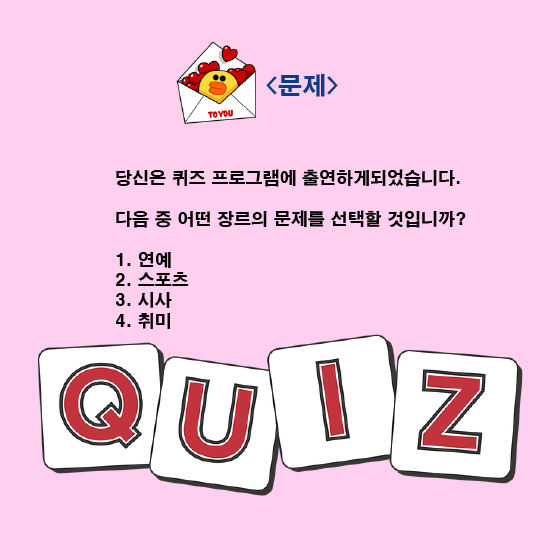 <문제>
TO YOU
당신은 퀴즈 프로그램에 출연하게되었습니다.
다음 중 어떤 장르의 문제를 선택할 것입니까?
1. 연예
2. 스포츠
3. 시사
4. 취미
QUIZ